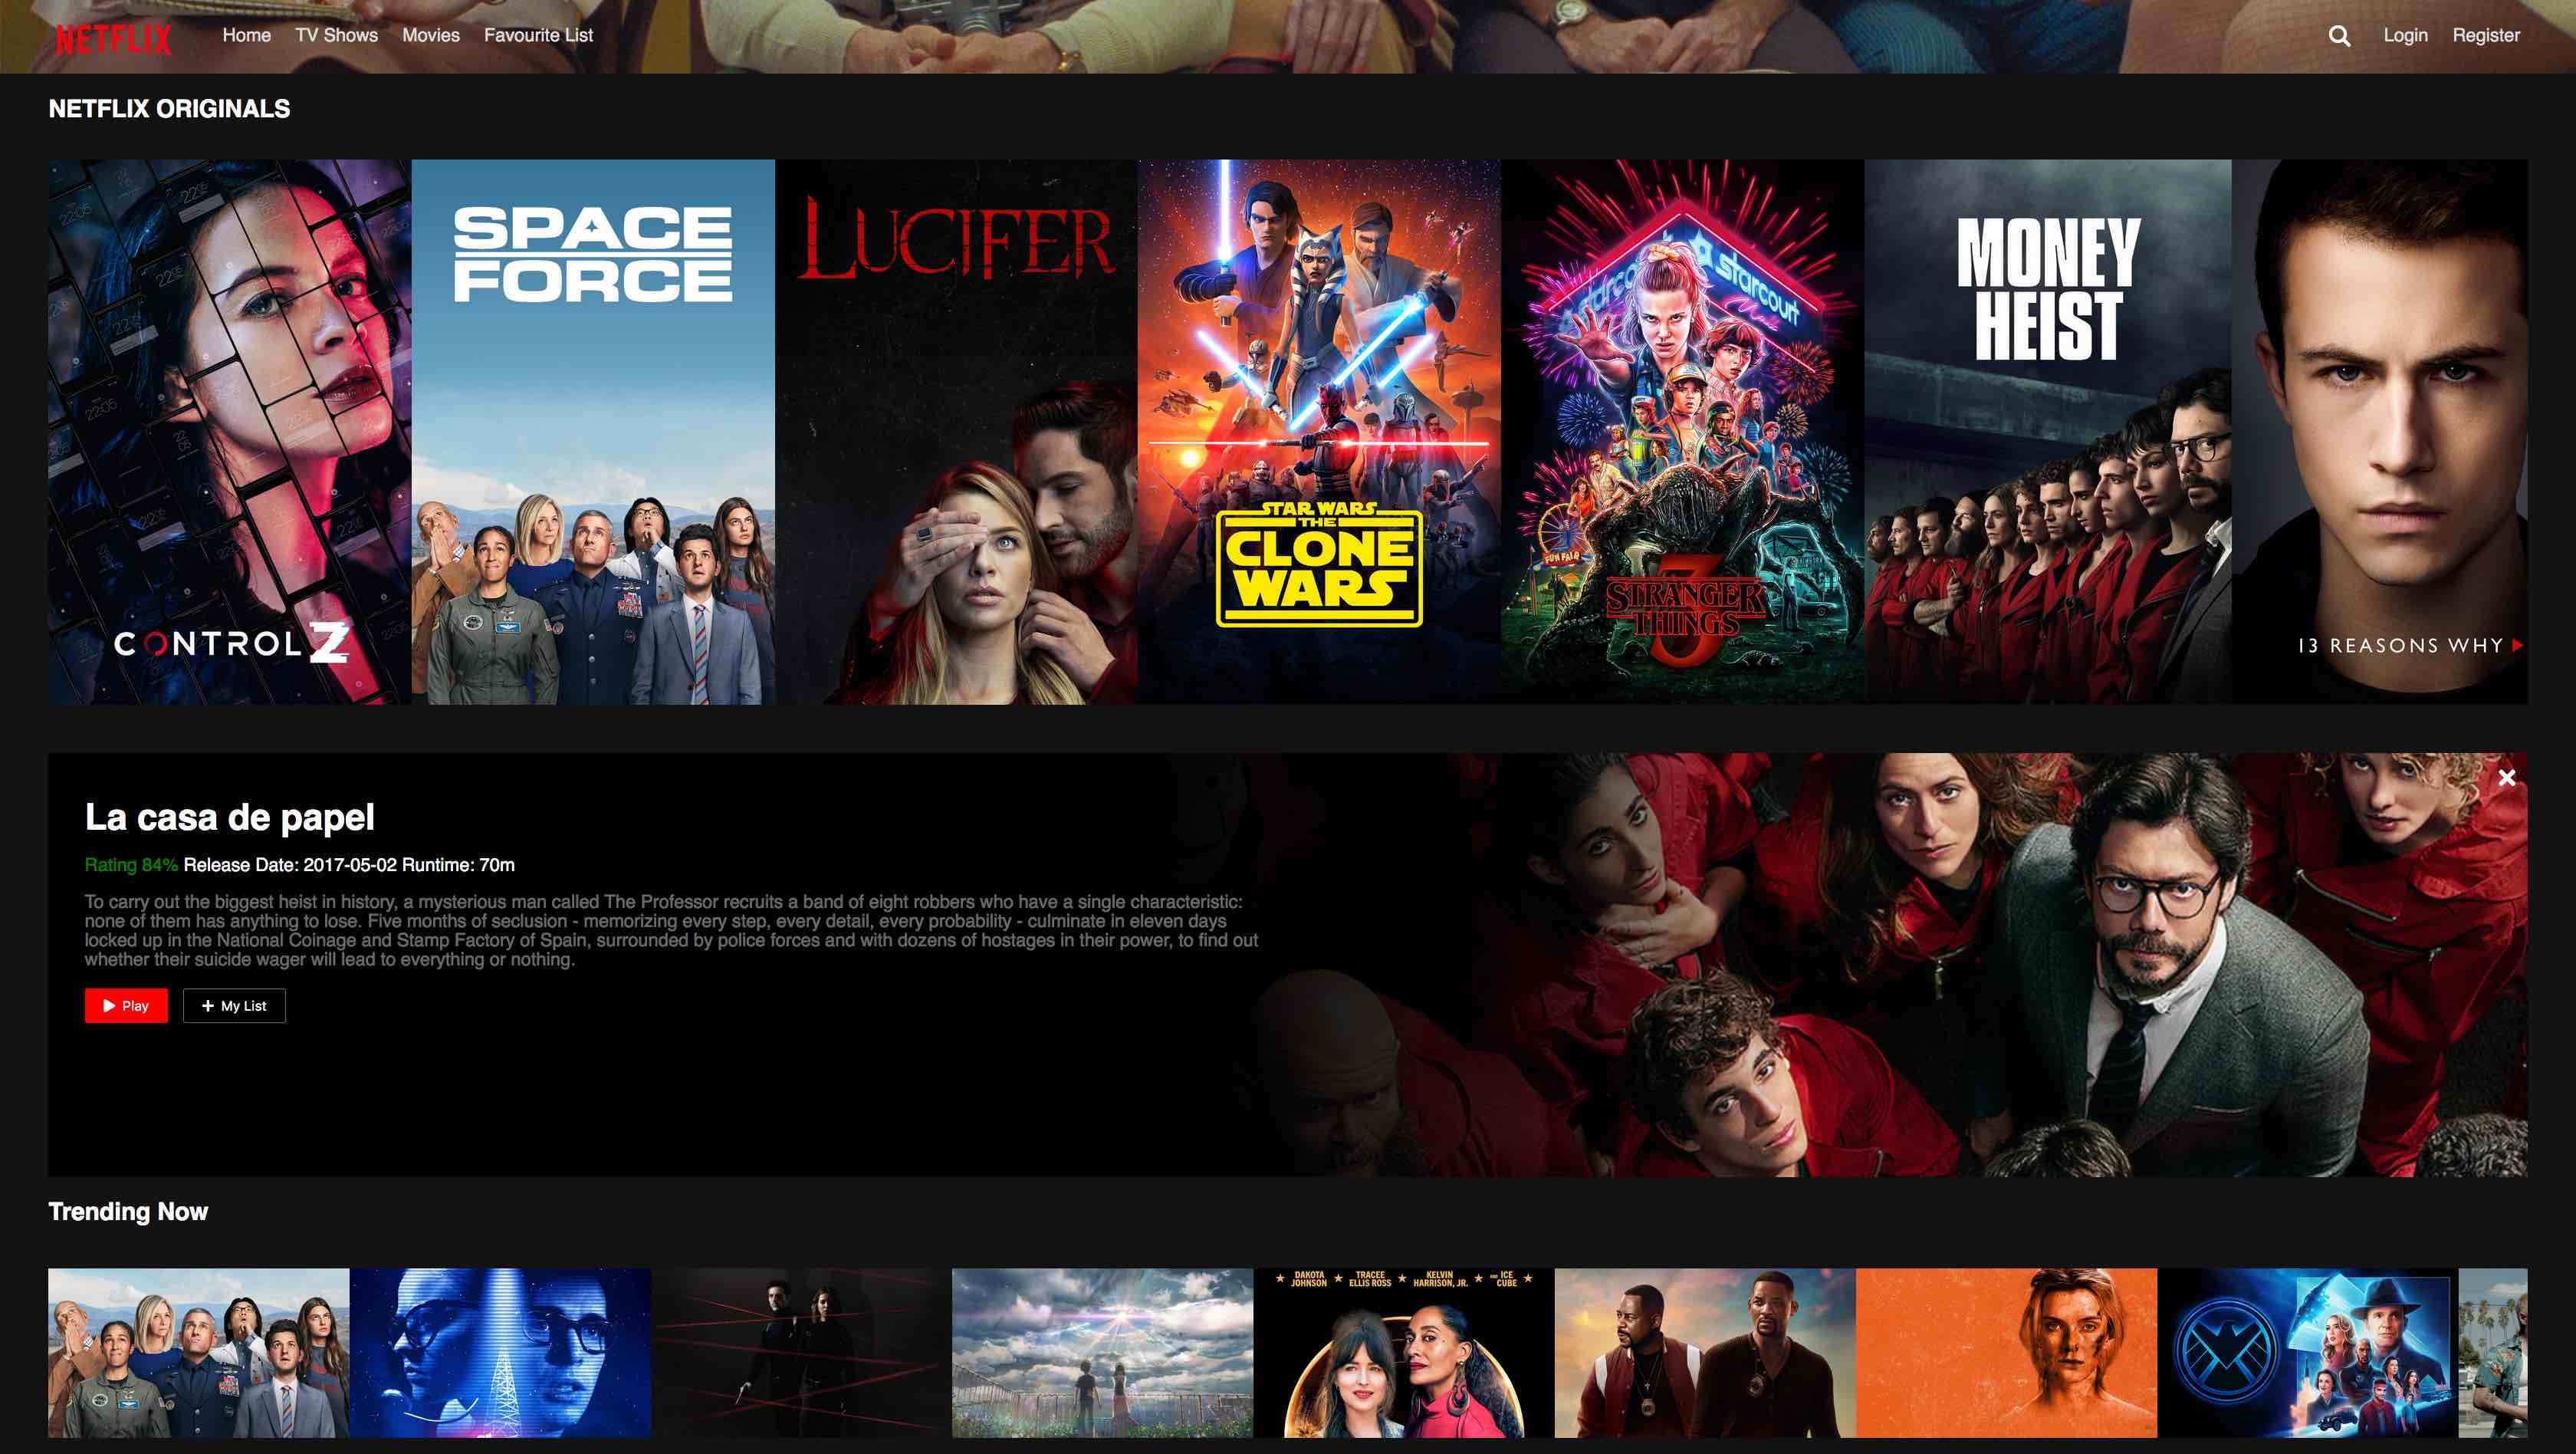 NETFLIX Home TV Shows Movies Favourite List Login Register
NETFLIX ORIGINALS
CONTROL Z
SPACE
FORCE
LUCIFER
STAR WARS
THE
CLONE
WARS
starcourt
FUN FAIR
STRANGER
THINGS
3
MONEY
HEIST
13 REASONS WHY
La casa de papel
Rating 84% Release Date: 2017-05-02 Runtime: 70m
To carry out the biggest heist in history, a mysterious man called The Professor recruits a band of eight robbers who have a single characteristic:
none of them has anything to lose. Five months of seclusion - memorizing every step, every detail, every probability - culminate in eleven days
locked up in the National Coinage and Stamp Factory of Spain, surrounded by police forces and with dozens of hostages in their power, to find out
whether their suicide wager will lead to everything or nothing.
Play + My List
Trending Now
DAKOTA JOHNSON TRACEE ELLIS ROSS KELVIN HARRISON, JR. AND ICE CUBE